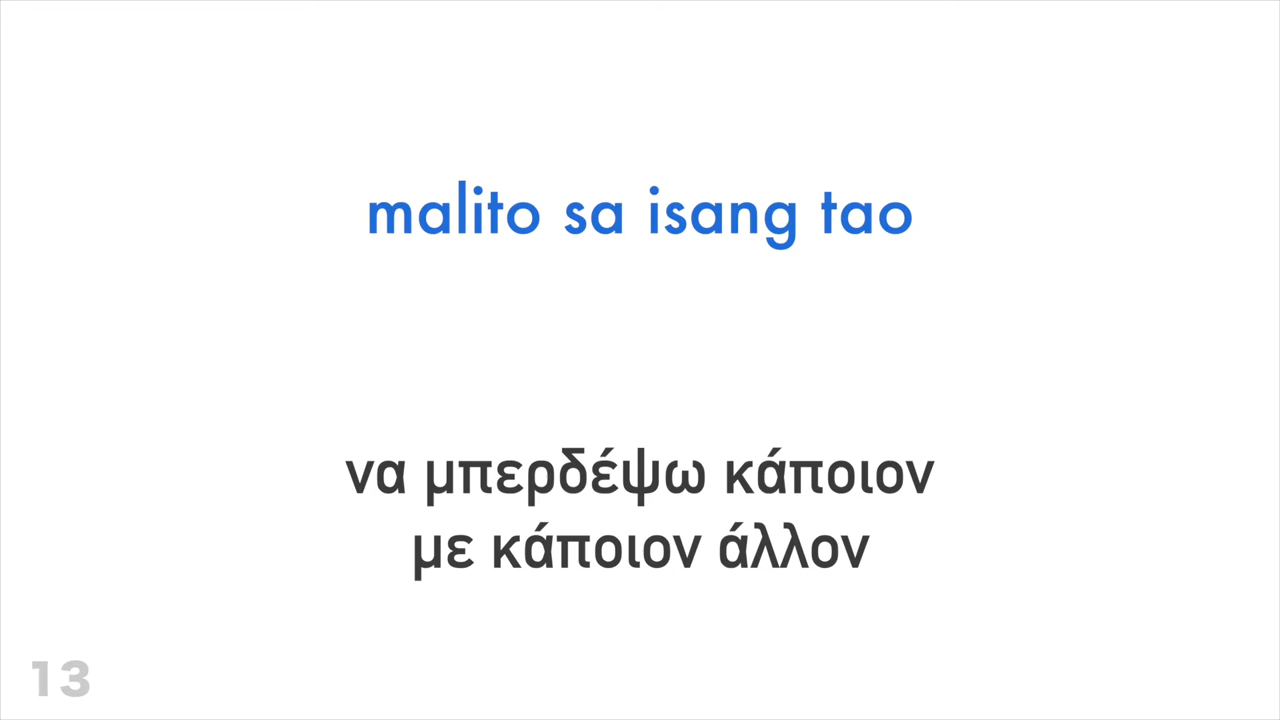 malito sa isang tao
να μπερδέψω κάποιον
με κάποιον άλλον
13